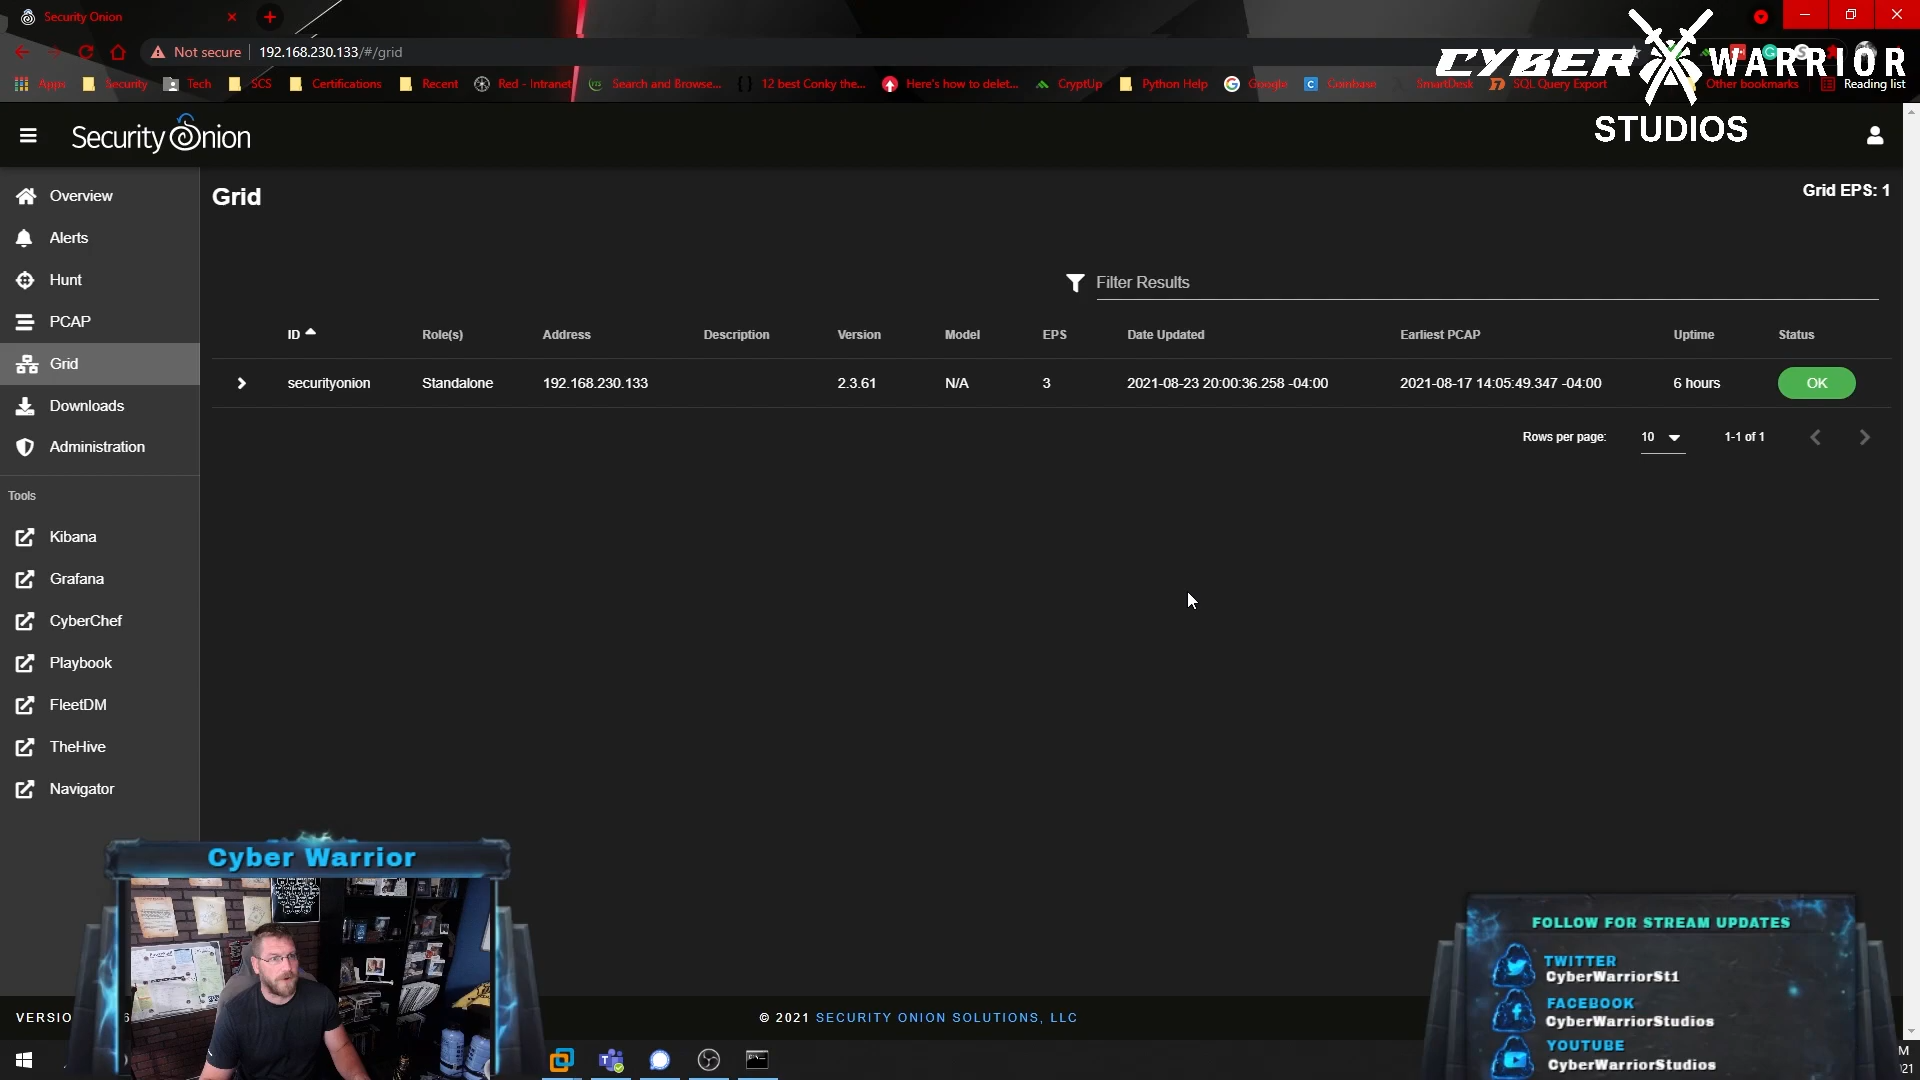 Security Onion
Not secure
192.168.230.133/#/grid
CYBER WARRIOR
STUDIOS
Apps
Security
Tech
SCS
Certifications
Recent
Red - Intranet
Search and Browse...
12 best Conky the...
Here's how to delet...
CryptUp
Python Help
Google
Coinbase
SmartDesk
SQL Query Export
Other bookmarks
Reading list
Security Onion
Overview
Alerts
Hunt
PCAP
Grid
Downloads
Administration
Tools
Kibana
Grafana
CyberChef
Playbook
FleetDM
TheHive
Navigator
Grid
Grid EPS: 1
Filter Results
ID Role(s) Address Description Version Model EPS Date Updated Earliest PCAP Uptime Status
securityonion Standalone 192.168.230.133 2.3.61 N/A 3 2021-08-23 20:00:36.258 -04:00 2021-08-17 14:05:49.347 -04:00 6 hours OK
Rows per page: 10 1-1 of 1
Cyber Warrior
FOLLOW FOR STREAM UPDATES
TWITTER
CyberWarriorSt1
FACEBOOK
CyberWarriorStudios
YOUTUBE
CyberWarriorStudios
VERSIO
© 2021 SECURITY ONION SOLUTIONS, LLC